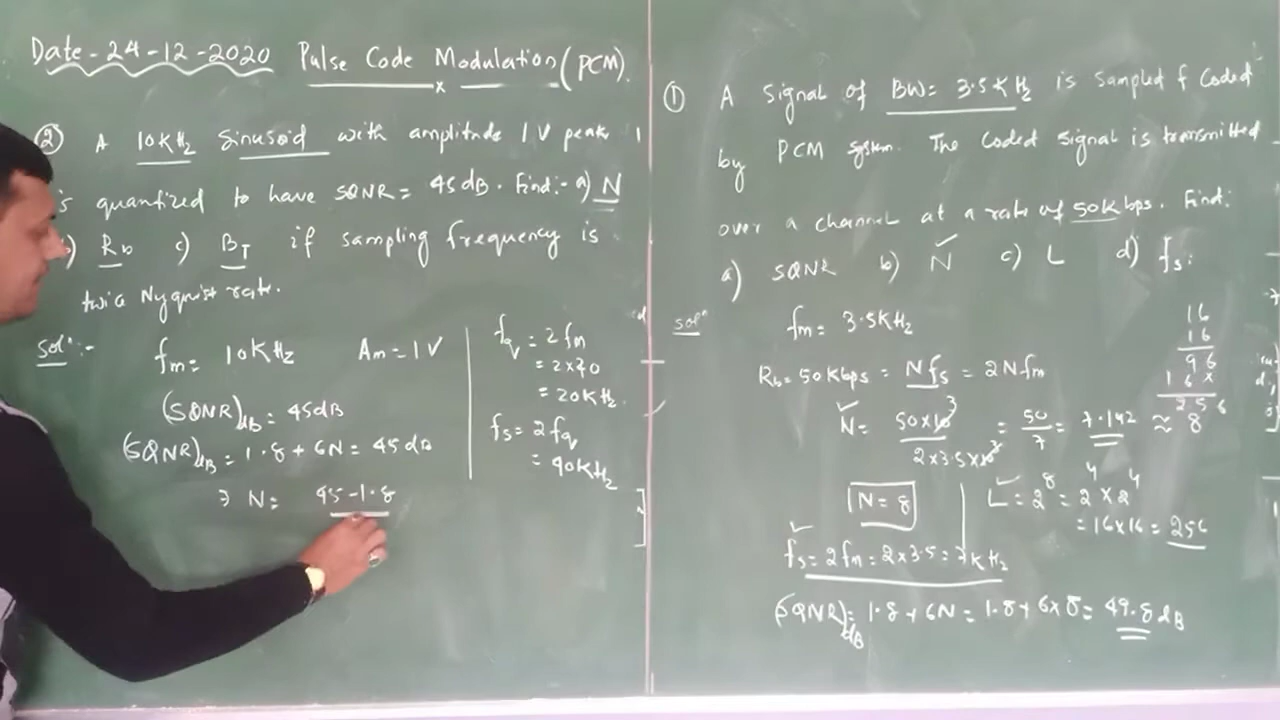 Date - 24-12-2020 Pulse Code Modulation (PCM).
② A 10KHz Sinusoid with amplitude 1V peak
is quantized to have SQNR = 45dB. Find:- a) N
b) Rb c) BT if sampling frequency is
twice Nyquist rate.
Solⁿ:-
fm = 10KHz Am = 1V
(SQNR)dB = 45dB
(SQNR)dB = 1.8 + 6N = 45dB
⇒ N = 45-1.8
fq = 2fm
= 2×10
= 20KHz.
fs = 2fq
= 40KHz
① A Signal of BW = 3.5KHz is Sampled & Coded
by PCM system. The Coded Signal is transmitted
over a channel at a rate of 50Kbps. Find:
a) SQNR b) N c) L d) fs.
Solⁿ
fm = 3.5KHz
Rb = 50Kbps = Nfs = 2Nfm
N = 50×10³ / 2×3.5×10³ = 50/7 = 7.142 ≈ 8
16
16
96
16×
256
N = 8
L = 2⁸ = 2⁴ × 2⁴
= 16×16 = 256
fs = 2fm = 2×3.5 = 7KHz
(SQNR)dB = 1.8 + 6N = 1.8 + 6×8 = 49.8dB